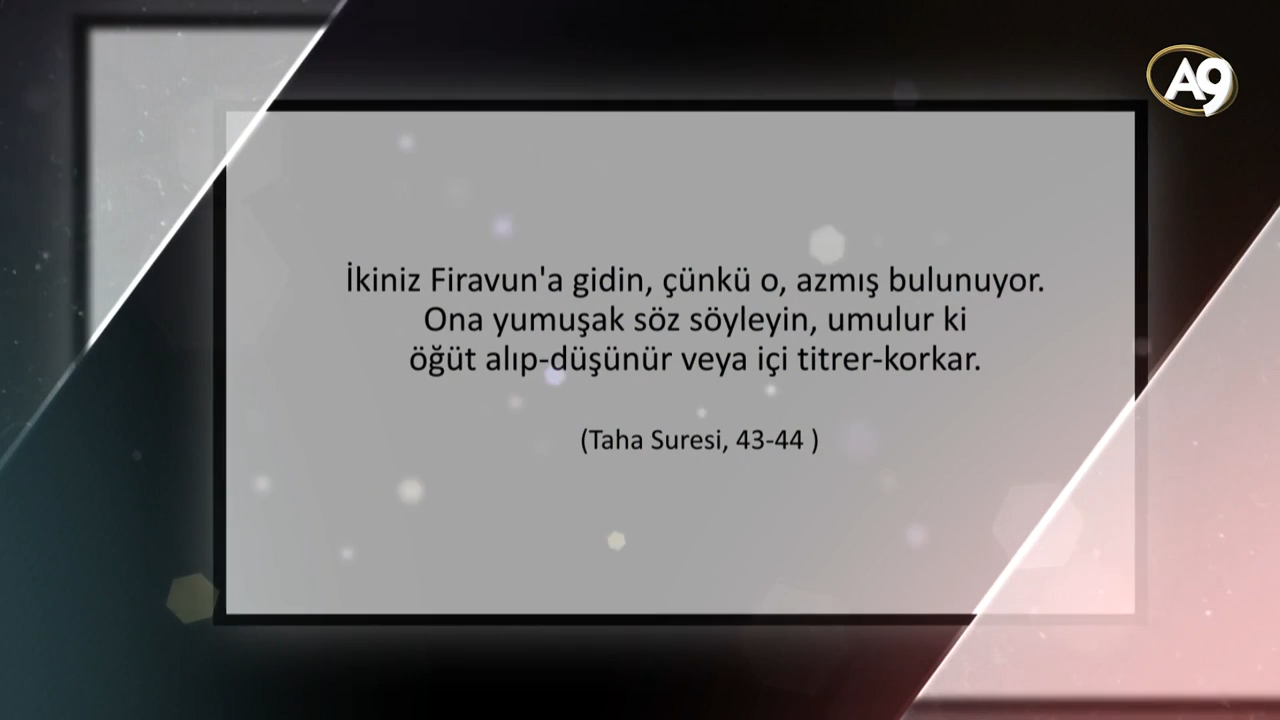 A9
İkiniz Firavun'a gidin, çünkü o, azmış bulunuyor.
Ona yumuşak söz söyleyin, umulur ki
öğüt alıp-düşünür veya içi titrer-korkar.
(Taha Suresi, 43-44 )